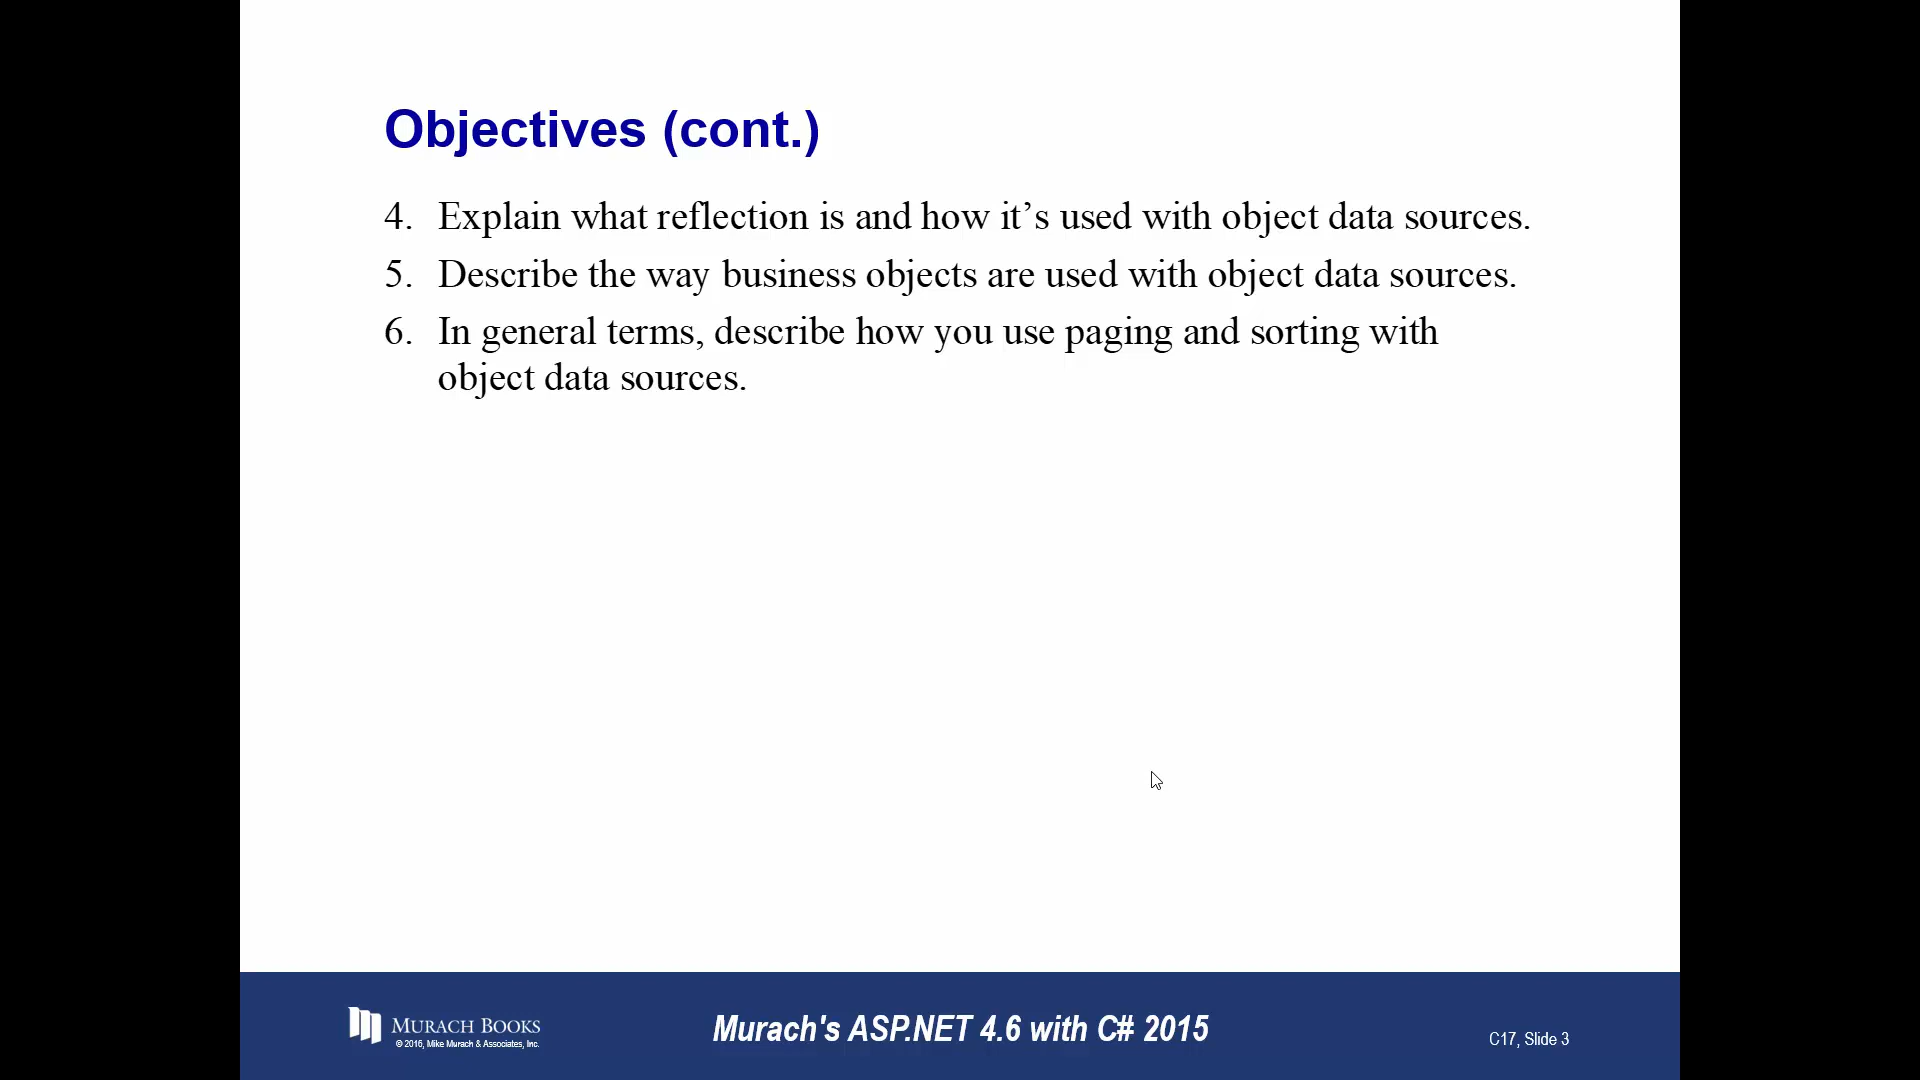 Objectives (cont.)
4. Explain what reflection is and how it’s used with object data sources.
5. Describe the way business objects are used with object data sources.
6. In general terms, describe how you use paging and sorting with
object data sources.
MURACH BOOKS
© 2016, Mike Murach & Associates, Inc.
Murach's ASP.NET 4.6 with C# 2015
C17, Slide 3